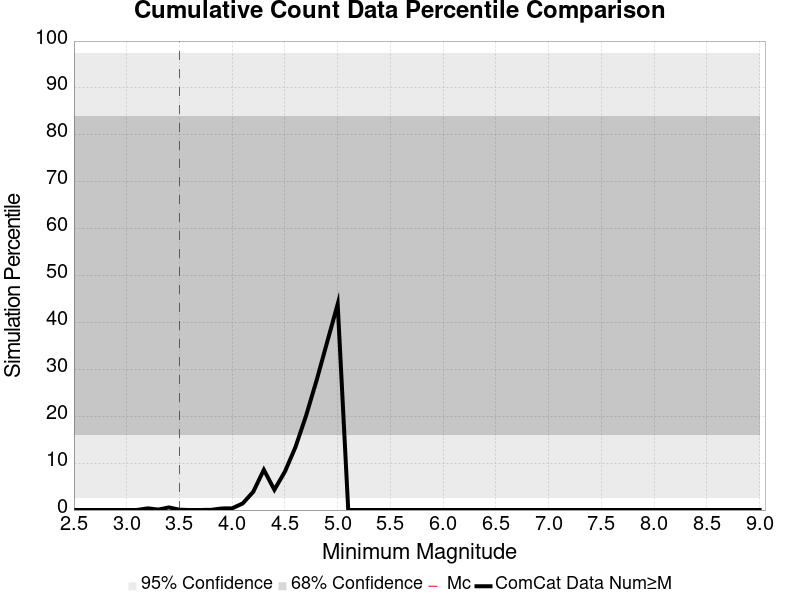 Cumulative Count Data Percentile Comparison
Simulation Percentile
100
90
80
70
60
50
40
30
20
10
0
2.5 3.0 3.5 4.0 4.5 5.0 5.5 6.0 6.5 7.0 7.5 8.0 8.5 9.0
Minimum Magnitude
95% Confidence 68% Confidence Mc ComCat Data Num≥M